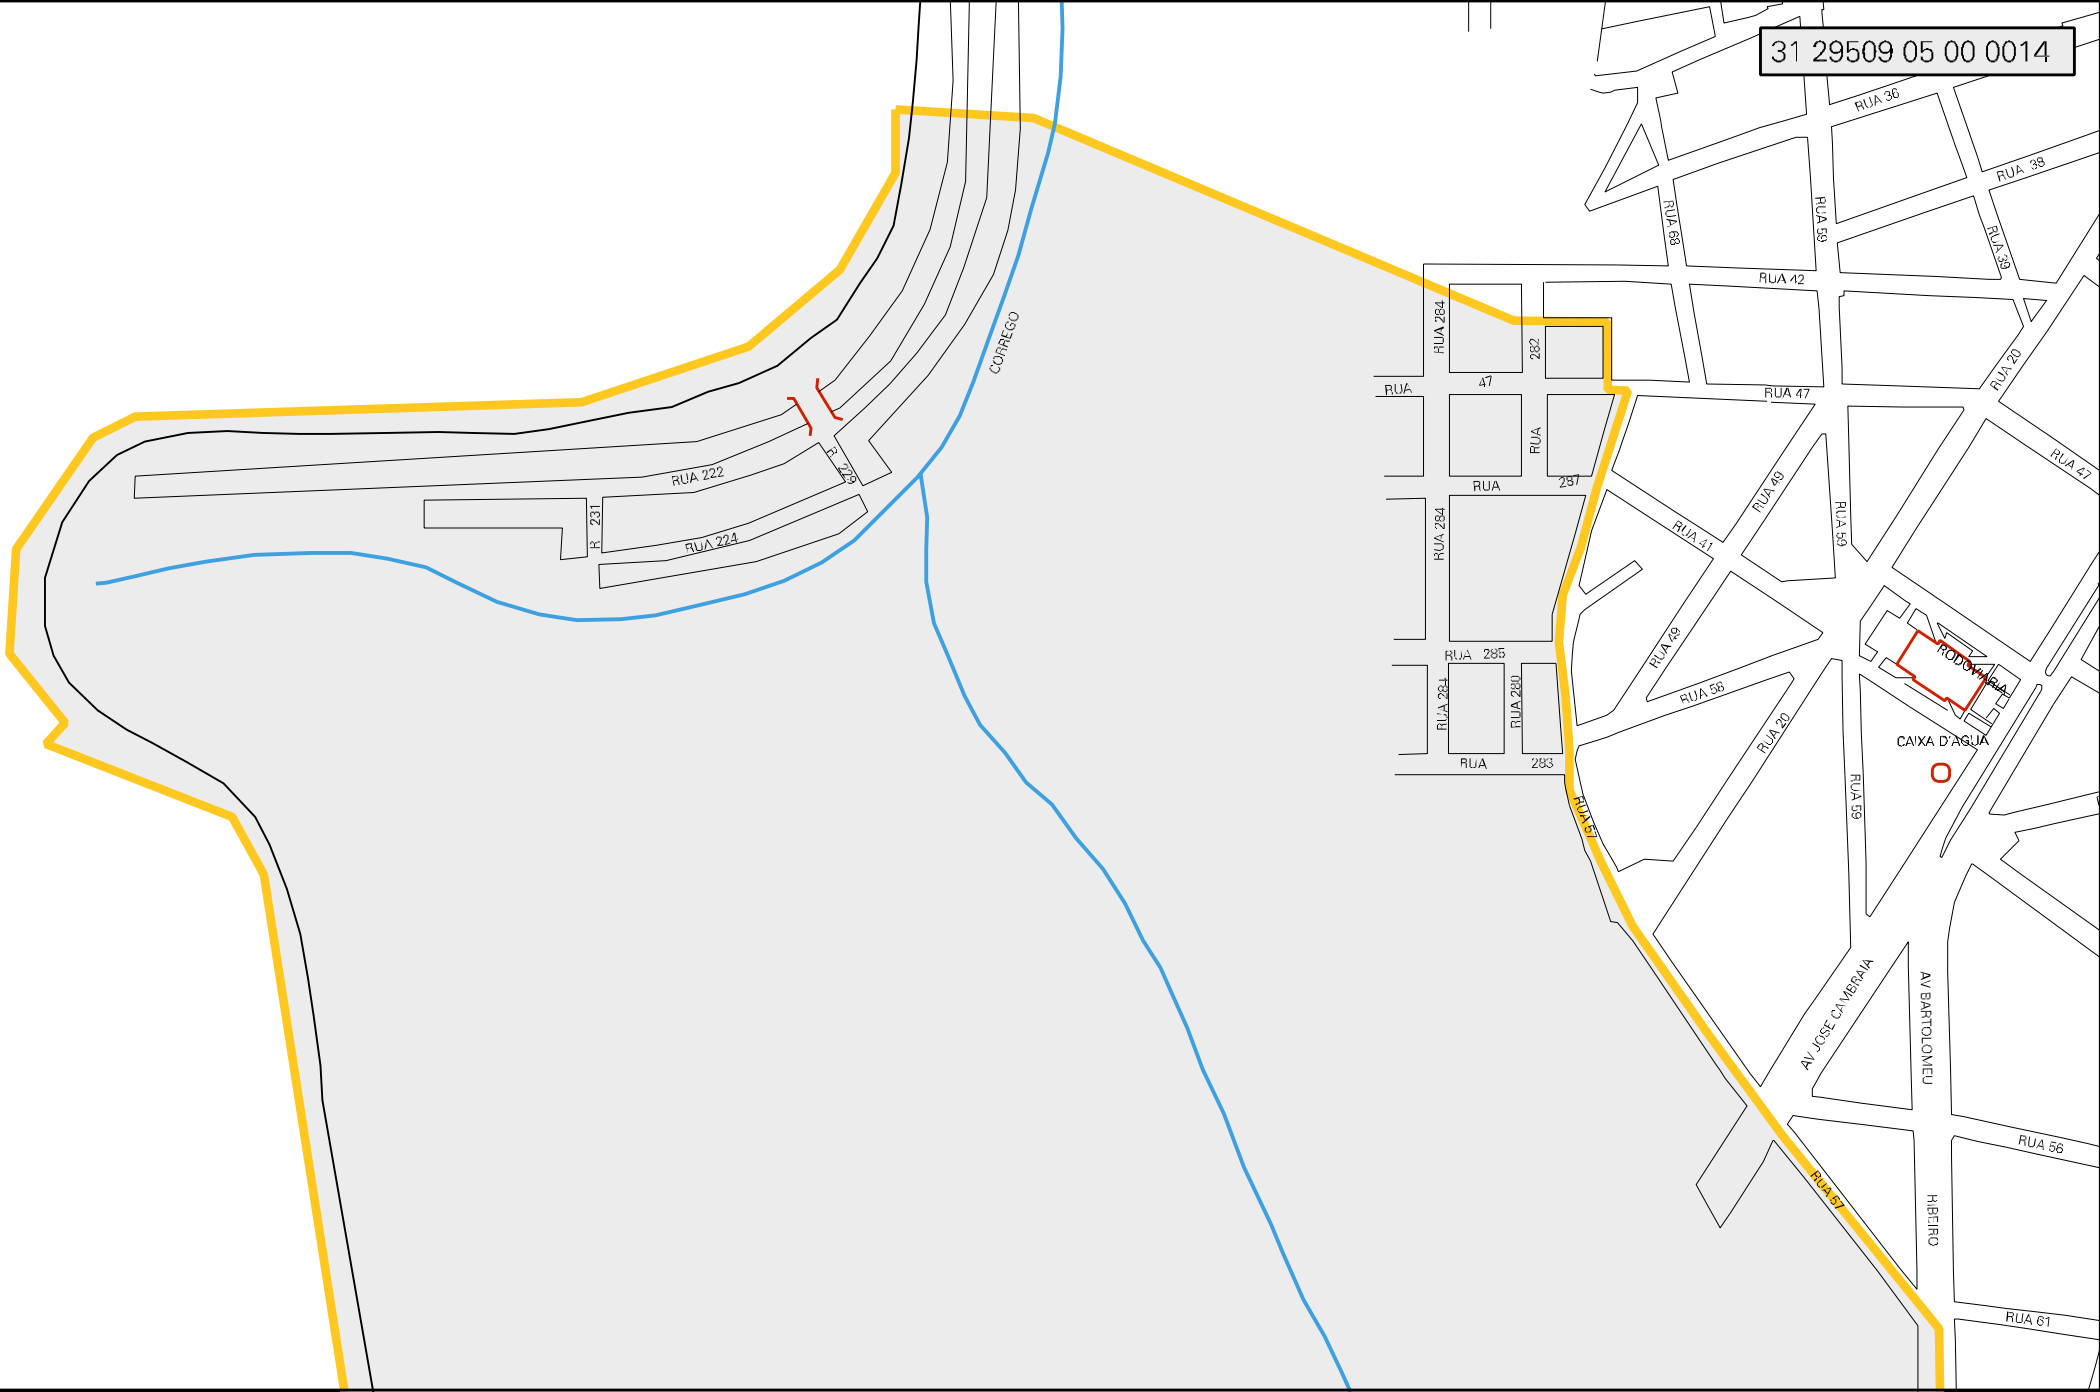 31 29509 05 00 0014
RUA 36
RUA 38
RUA 68
RUA 59
RUA 39
RUA 42
CORREGO
RUA 284
282
RUA 20
RUA 47
RUA
47
RUA 47
RUA
RUA 49
RUA 222
R 229
RUA
287
R 231
RUA 224
RUA 284
RUA 41
RUA 59
RUA 49
RUA 285
RODOVIARIA
RUA 284
RUA 280
RUA 58
RUA 20
CAIXA D'AGUA
RUA
283
RUA 59
RUA 57
AV JOSE CAMBRAIA
AV BARTOLOMEU
RUA 56
RUA 57
RIBEIRO
RUA 61